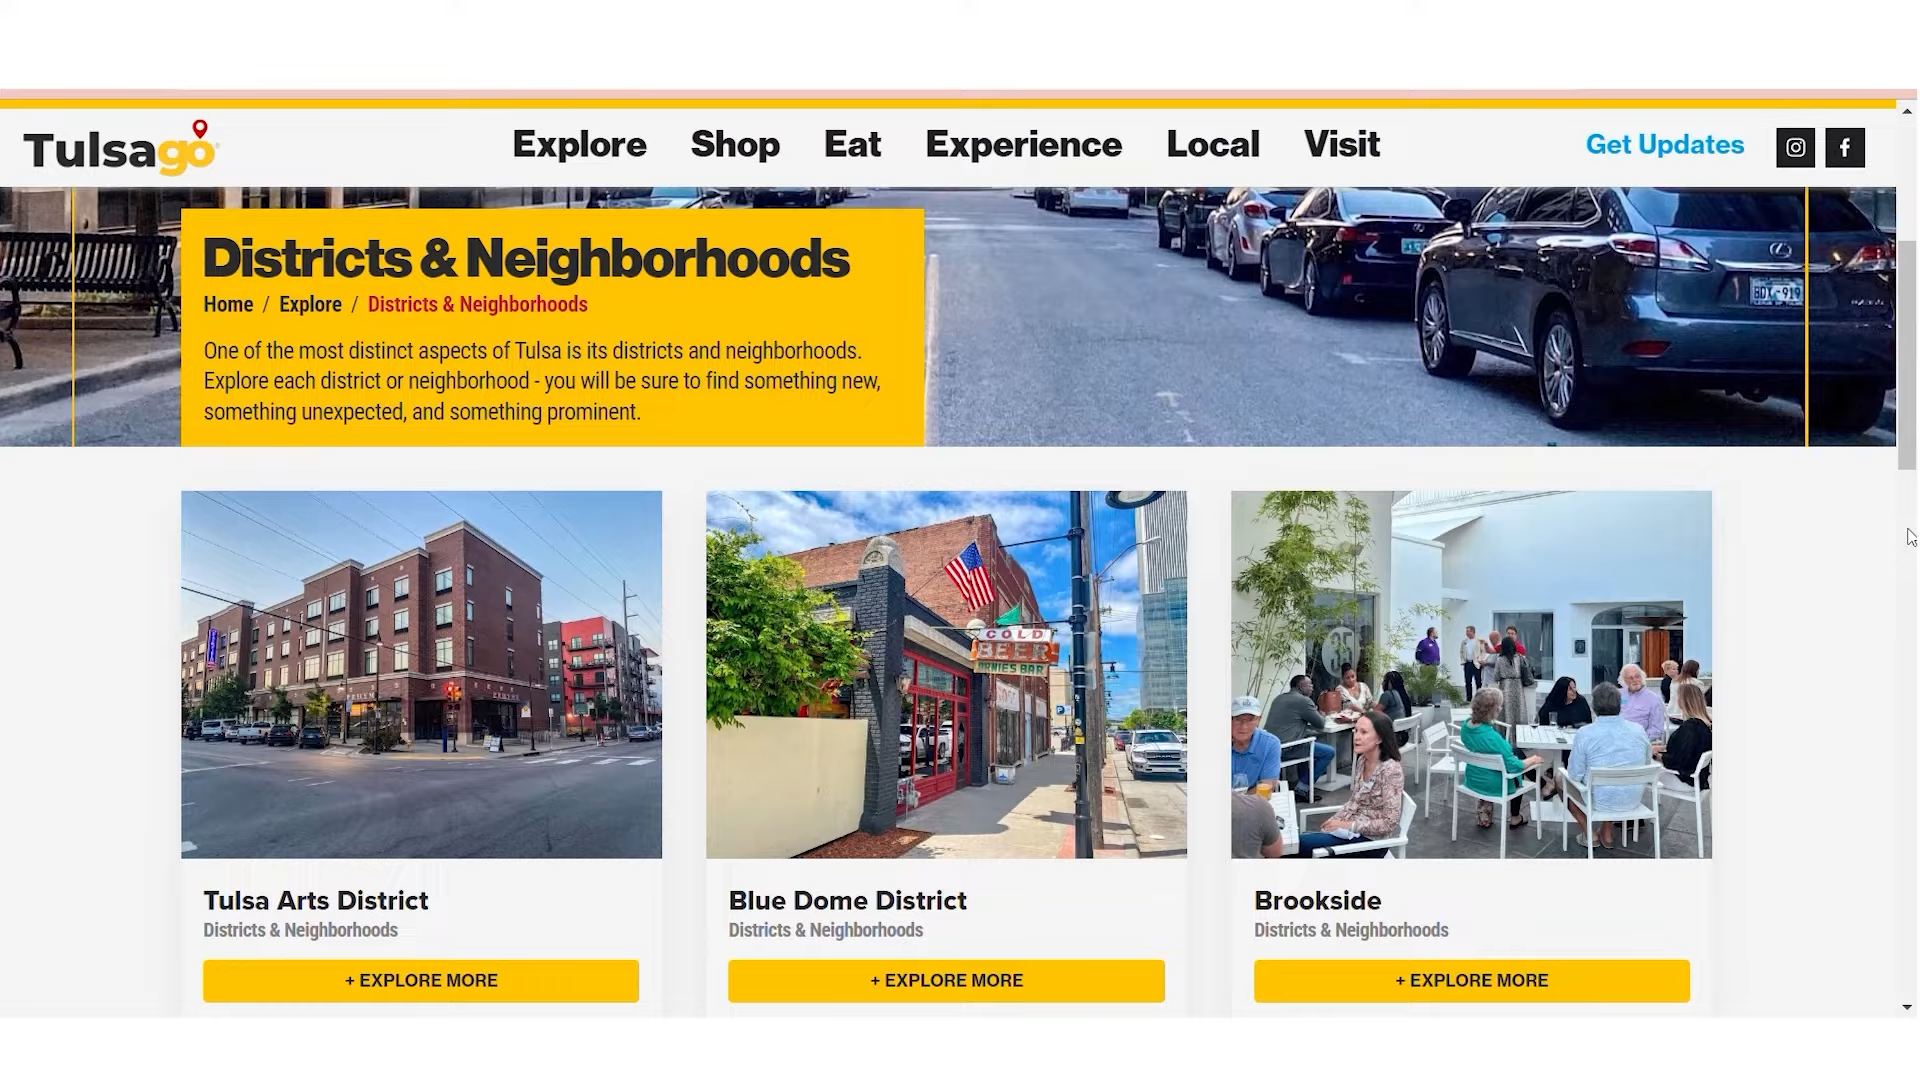 Tulsago
Explore Shop Eat Experience Local Visit
Get Updates
Districts & Neighborhoods
Home / Explore / Districts & Neighborhoods
One of the most distinct aspects of Tulsa is its districts and neighborhoods.
Explore each district or neighborhood - you will be sure to find something new,
something unexpected, and something prominent.
COLD
BEER
ARNIES BAR
35
Tulsa Arts District
Districts & Neighborhoods
+ EXPLORE MORE
Blue Dome District
Districts & Neighborhoods
+ EXPLORE MORE
Brookside
Districts & Neighborhoods
+ EXPLORE MORE